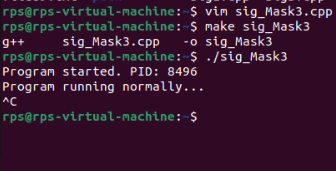 rps@rps-virtual-machine:~$ vim sig_Mask3.cpp
rps@rps-virtual-machine:~$ make sig_Mask3
g++     sig_Mask3.cpp   -o sig_Mask3
rps@rps-virtual-machine:~$ ./sig_Mask3
Program started. PID: 8496
Program running normally...
^C
rps@rps-virtual-machine:~$